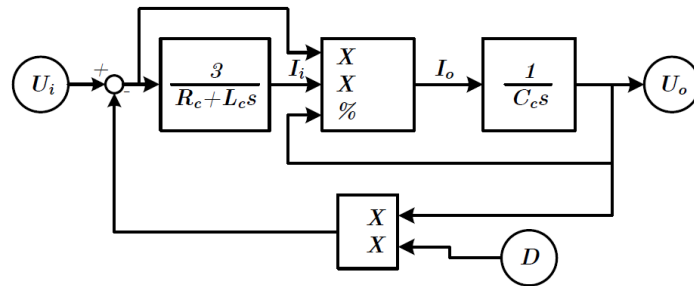 U_i
+
-
3
R_c+L_cs
I_i
X
X
%
I_o
1
C_cs
U_o
X
X
D